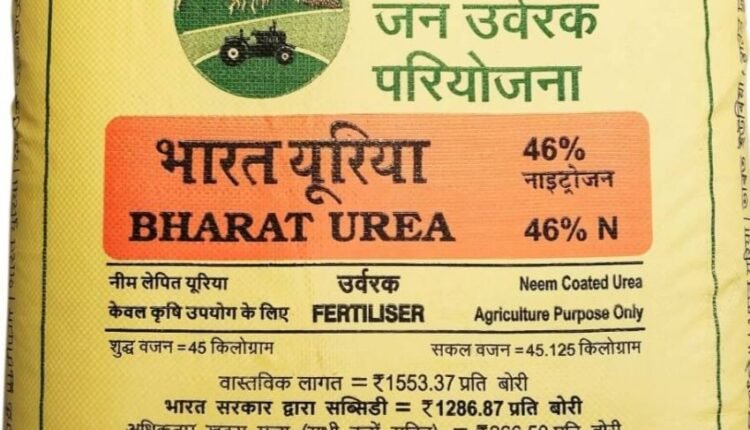 जन उर्वरक
परियोजना
भारत यूरिया
46%
नाइट्रोजन
BHARAT UREA
46% N
नीम लेपित यूरिया
उर्वरक
Neem Coated Urea
केवल कृषि उपयोग के लिए
FERTILISER
Agriculture Purpose Only
शुद्ध वजन = 45 किलोग्राम
सकल वजन = 45.125 किलोग्राम
वास्तविक लागत = ₹1553.37 प्रति बोरी
भारत सरकार द्वारा सब्सिडी = ₹1286.87 प्रति बोरी